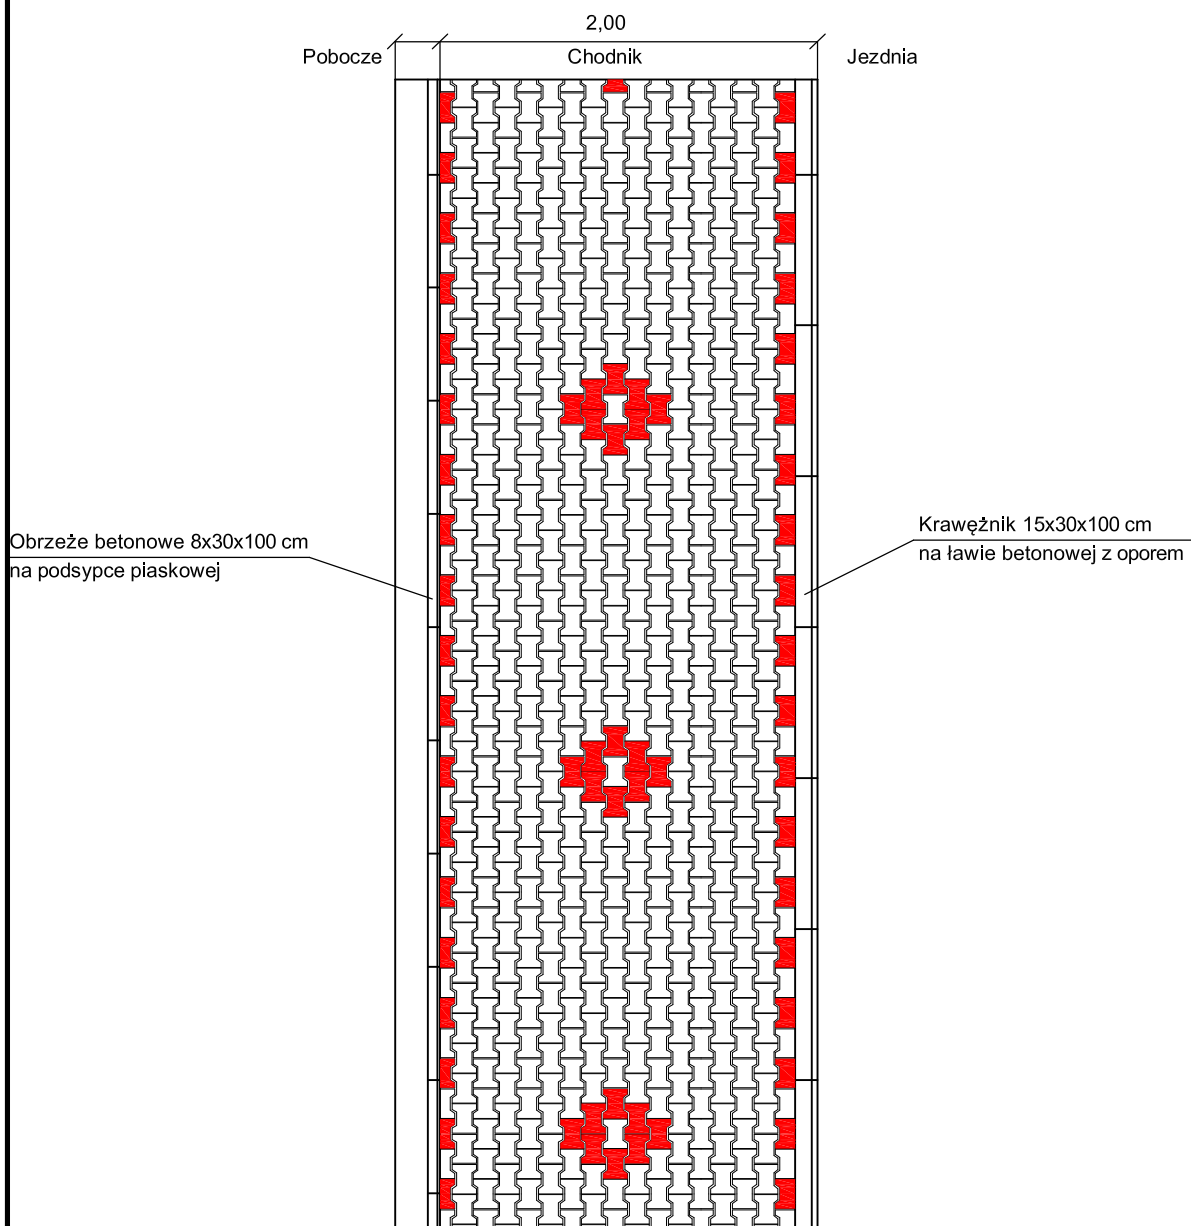 2,00
Pobocze
Chodnik
Jezdnia
Krawężnik 15x30x100 cm
na ławie betonowej z oporem
Obrzeże betonowe 8x30x100 cm
na podsypce piaskowej